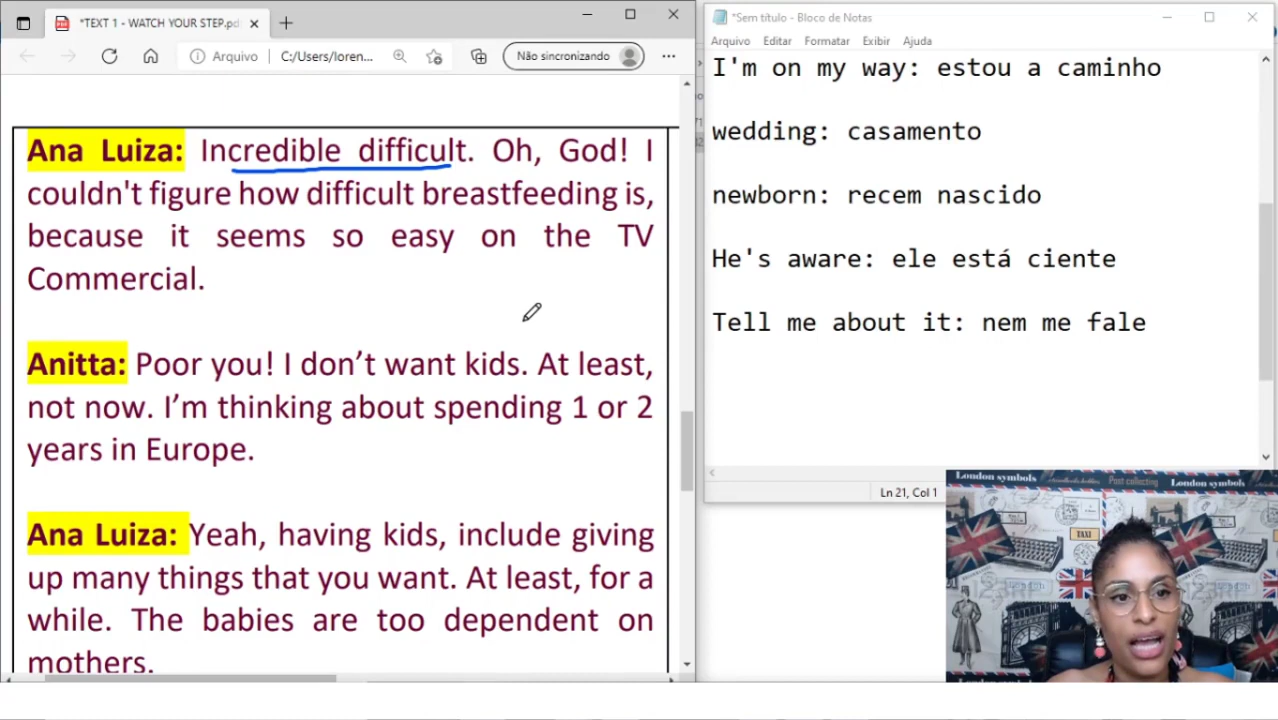 *TEXT 1 - WATCH YOUR STEP.pd
Arquivo
C:/Users/loren...
Não sincronizando
Ana Luiza: Incredible difficult. Oh, God! I
couldn't figure how difficult breastfeeding is,
because it seems so easy on the TV
Commercial.
Anitta: Poor you! I don’t want kids. At least,
not now. I’m thinking about spending 1 or 2
years in Europe.
Ana Luiza: Yeah, having kids, include giving
up many things that you want. At least, for a
while. The babies are too dependent on
mothers.
*Sem título - Bloco de Notas
Arquivo Editar Formatar Exibir Ajuda
I'm on my way: estou a caminho
wedding: casamento
newborn: recem nascido
He's aware: ele está ciente
Tell me about it: nem me fale
Ln 21, Col 1
London symbols Post collecting London symbols
TAXI